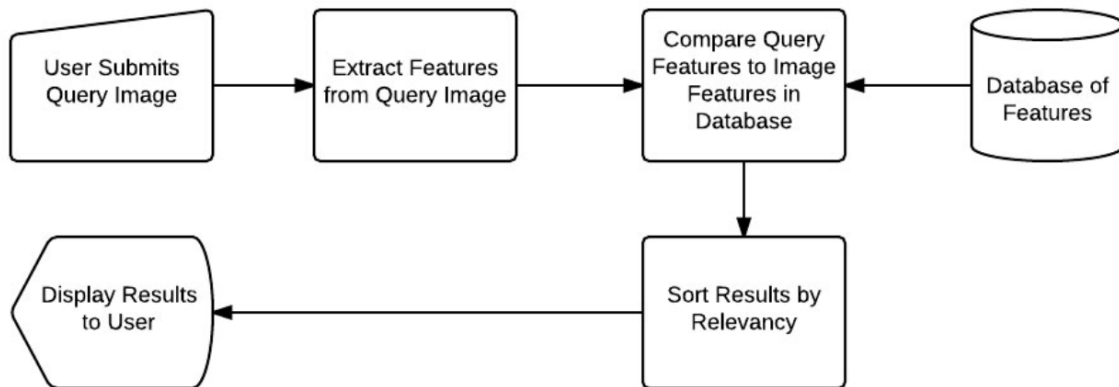 User Submits
Query Image
Extract Features
from Query Image
Compare Query
Features to Image
Features in
Database
Database of
Features
Display Results
to User
Sort Results by
Relevancy